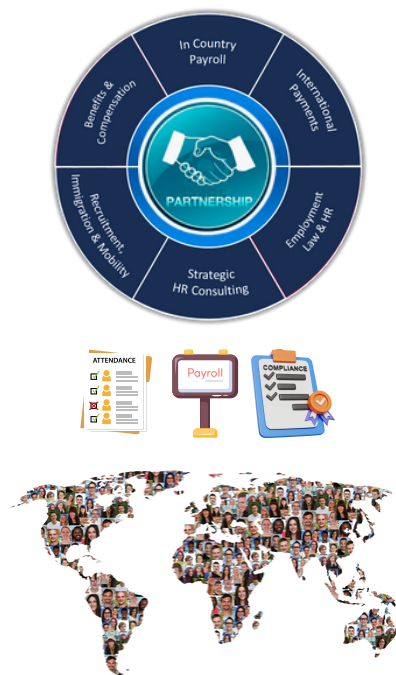 In Country
Payroll
International
Payments
Employment
Law & HR
Strategic
HR Consulting
Recruitment,
Immigration & Mobility
Benefits &
Compensation
PARTNERSHIP
ATTENDANCE
Payroll
COMPLIANCE